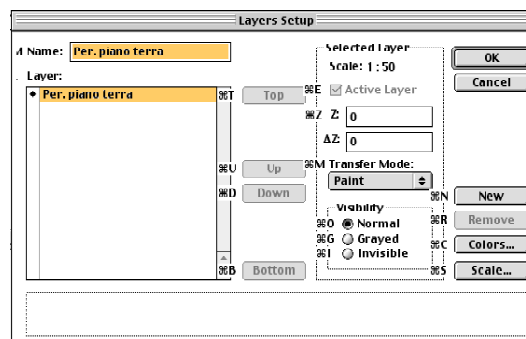 Layers Setup
Name: Per. piano terra
Layer:
Per. piano terra
⌘T Top
⌘U Up
⌘D Down
⌘B Bottom
Selected Layer
Scale: 1 : 50
⌘E Active Layer
⌘Z Z: 0
ΔZ: 0
⌘M Transfer Mode:
Paint
Visibility
⌘O Normal
⌘G Grayed
⌘I Invisible
OK
Cancel
⌘N New
⌘R Remove
⌘C Colors...
⌘S Scale...